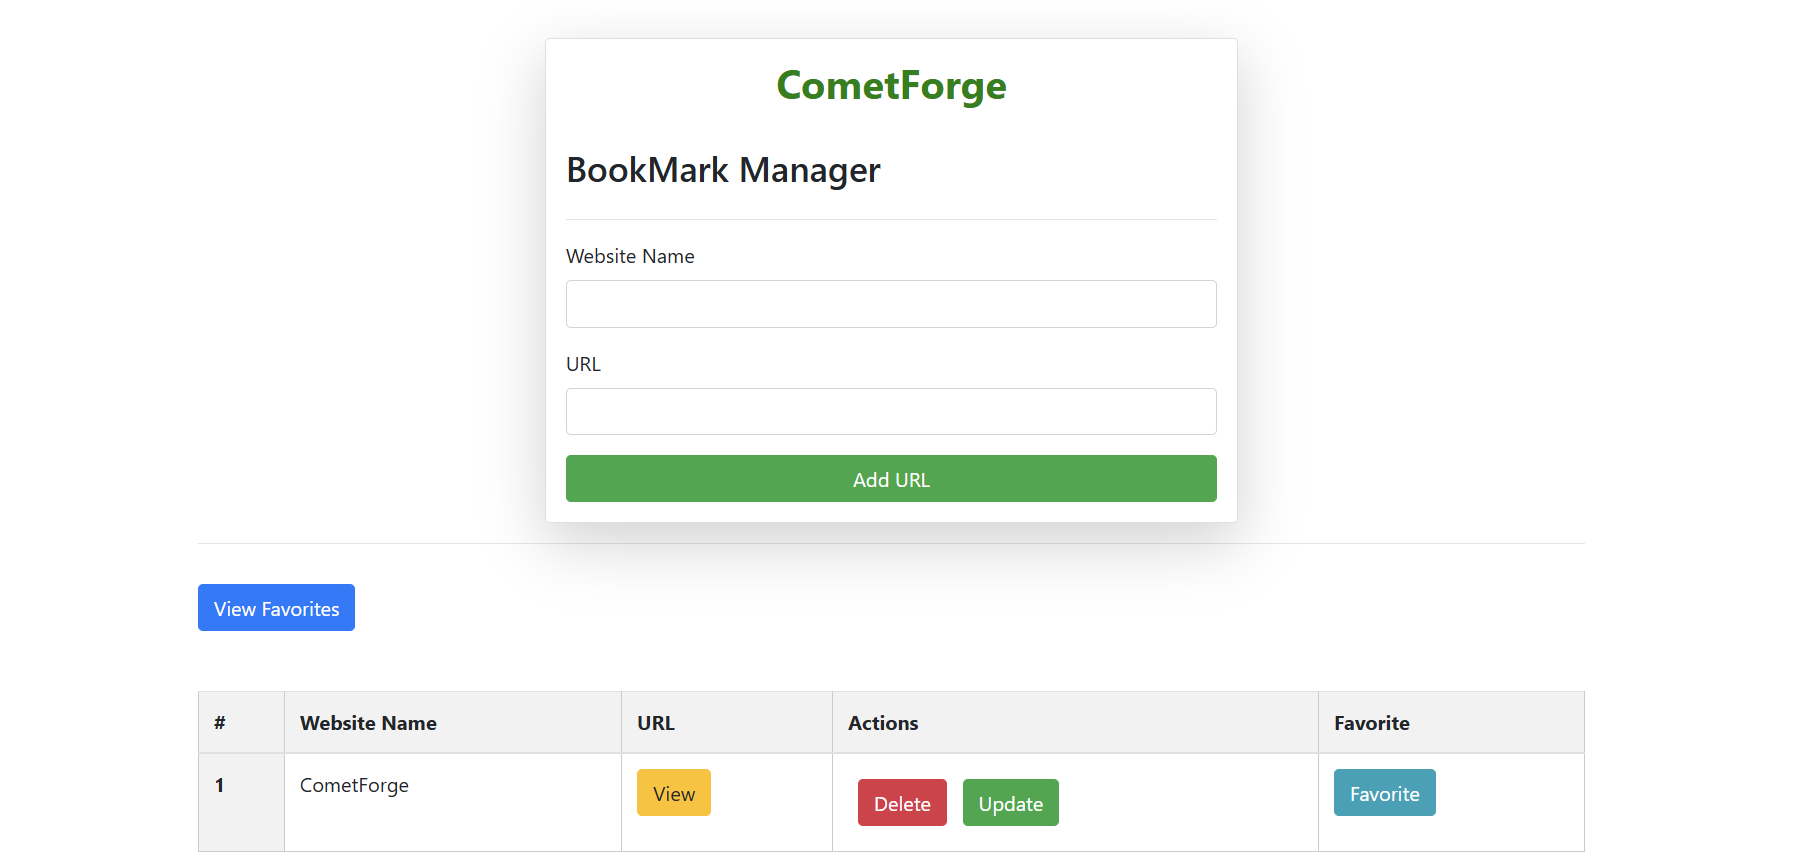 CometForge
BookMark Manager
Website Name
URL
Add URL
View Favorites
# Website Name URL Actions Favorite
1 CometForge View Delete Update Favorite